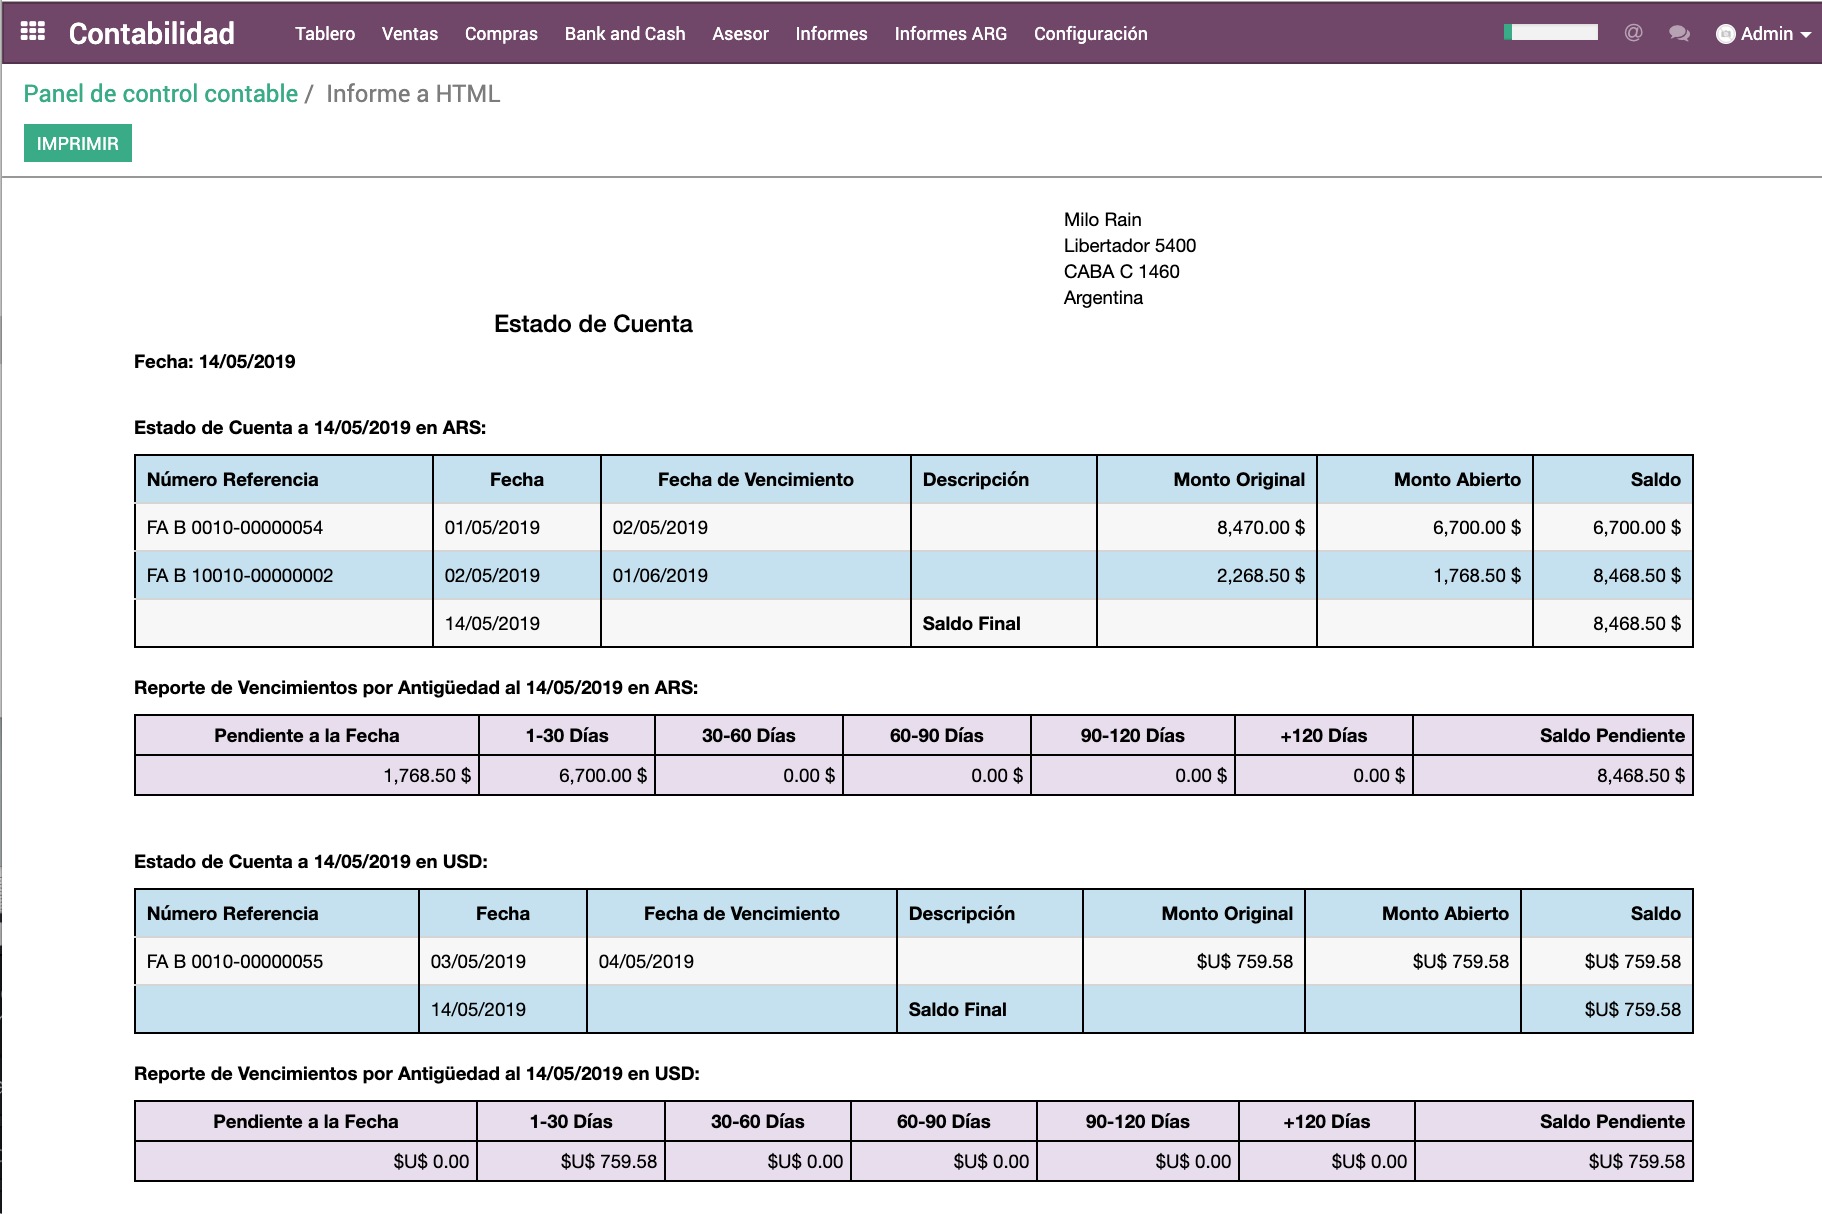 Contabilidad Tablero Ventas Compras Bank and Cash Asesor Informes Informes ARG Configuración @ Admin
Panel de control contable / Informe a HTML
IMPRIMIR
Milo Rain
Libertador 5400
CABA C 1460
Argentina
Estado de Cuenta
Fecha: 14/05/2019
Estado de Cuenta a 14/05/2019 en ARS:
Número Referencia Fecha Fecha de Vencimiento Descripción Monto Original Monto Abierto Saldo
FA B 0010-00000054 01/05/2019 02/05/2019 8,470.00 $ 6,700.00 $ 6,700.00 $
FA B 10010-00000002 02/05/2019 01/06/2019 2,268.50 $ 1,768.50 $ 8,468.50 $
14/05/2019 Saldo Final 8,468.50 $
Reporte de Vencimientos por Antigüedad al 14/05/2019 en ARS:
Pendiente a la Fecha 1-30 Días 30-60 Días 60-90 Días 90-120 Días +120 Días Saldo Pendiente
1,768.50 $ 6,700.00 $ 0.00 $ 0.00 $ 0.00 $ 0.00 $ 8,468.50 $
Estado de Cuenta a 14/05/2019 en USD:
Número Referencia Fecha Fecha de Vencimiento Descripción Monto Original Monto Abierto Saldo
FA B 0010-00000055 03/05/2019 04/05/2019 $U$ 759.58 $U$ 759.58 $U$ 759.58
14/05/2019 Saldo Final $U$ 759.58
Reporte de Vencimientos por Antigüedad al 14/05/2019 en USD:
Pendiente a la Fecha 1-30 Días 30-60 Días 60-90 Días 90-120 Días +120 Días Saldo Pendiente
$U$ 0.00 $U$ 759.58 $U$ 0.00 $U$ 0.00 $U$ 0.00 $U$ 0.00 $U$ 759.58